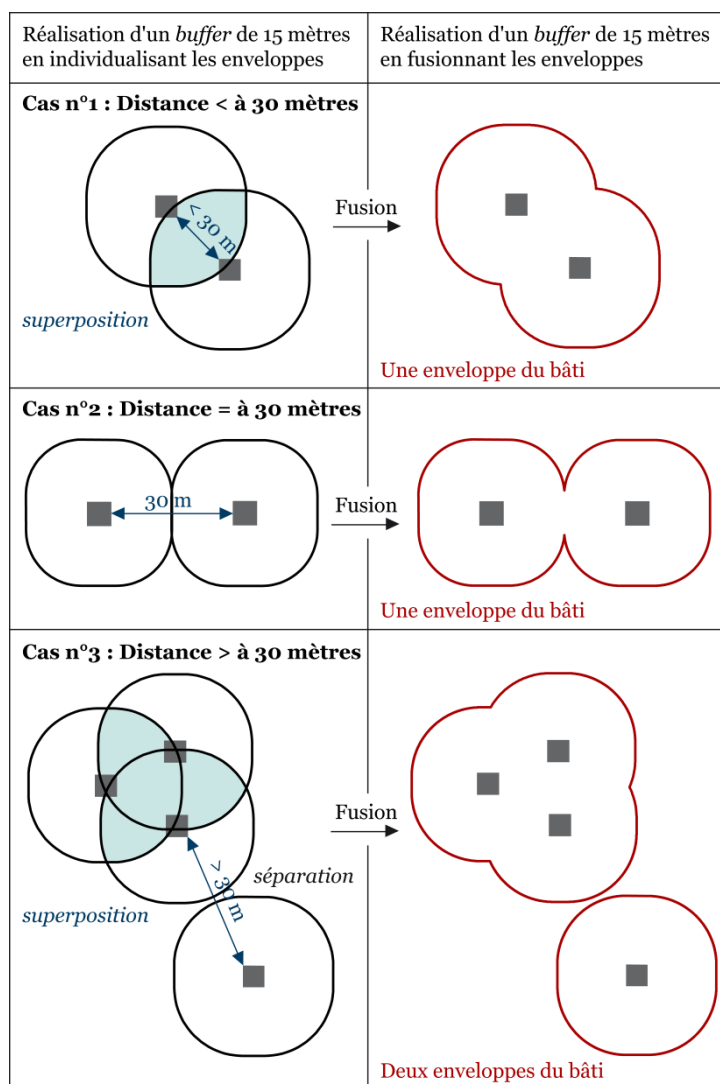 Réalisation d'un buffer de 15 mètres
en individualisant les enveloppes
Réalisation d'un buffer de 15 mètres
en fusionnant les enveloppes
Cas n°1 : Distance < à 30 mètres
< 30 m
superposition
Fusion
Une enveloppe du bâti
Cas n°2 : Distance = à 30 mètres
30 m
Fusion
Une enveloppe du bâti
Cas n°3 : Distance > à 30 mètres
Fusion
> 30 m
séparation
superposition
Deux enveloppes du bâti